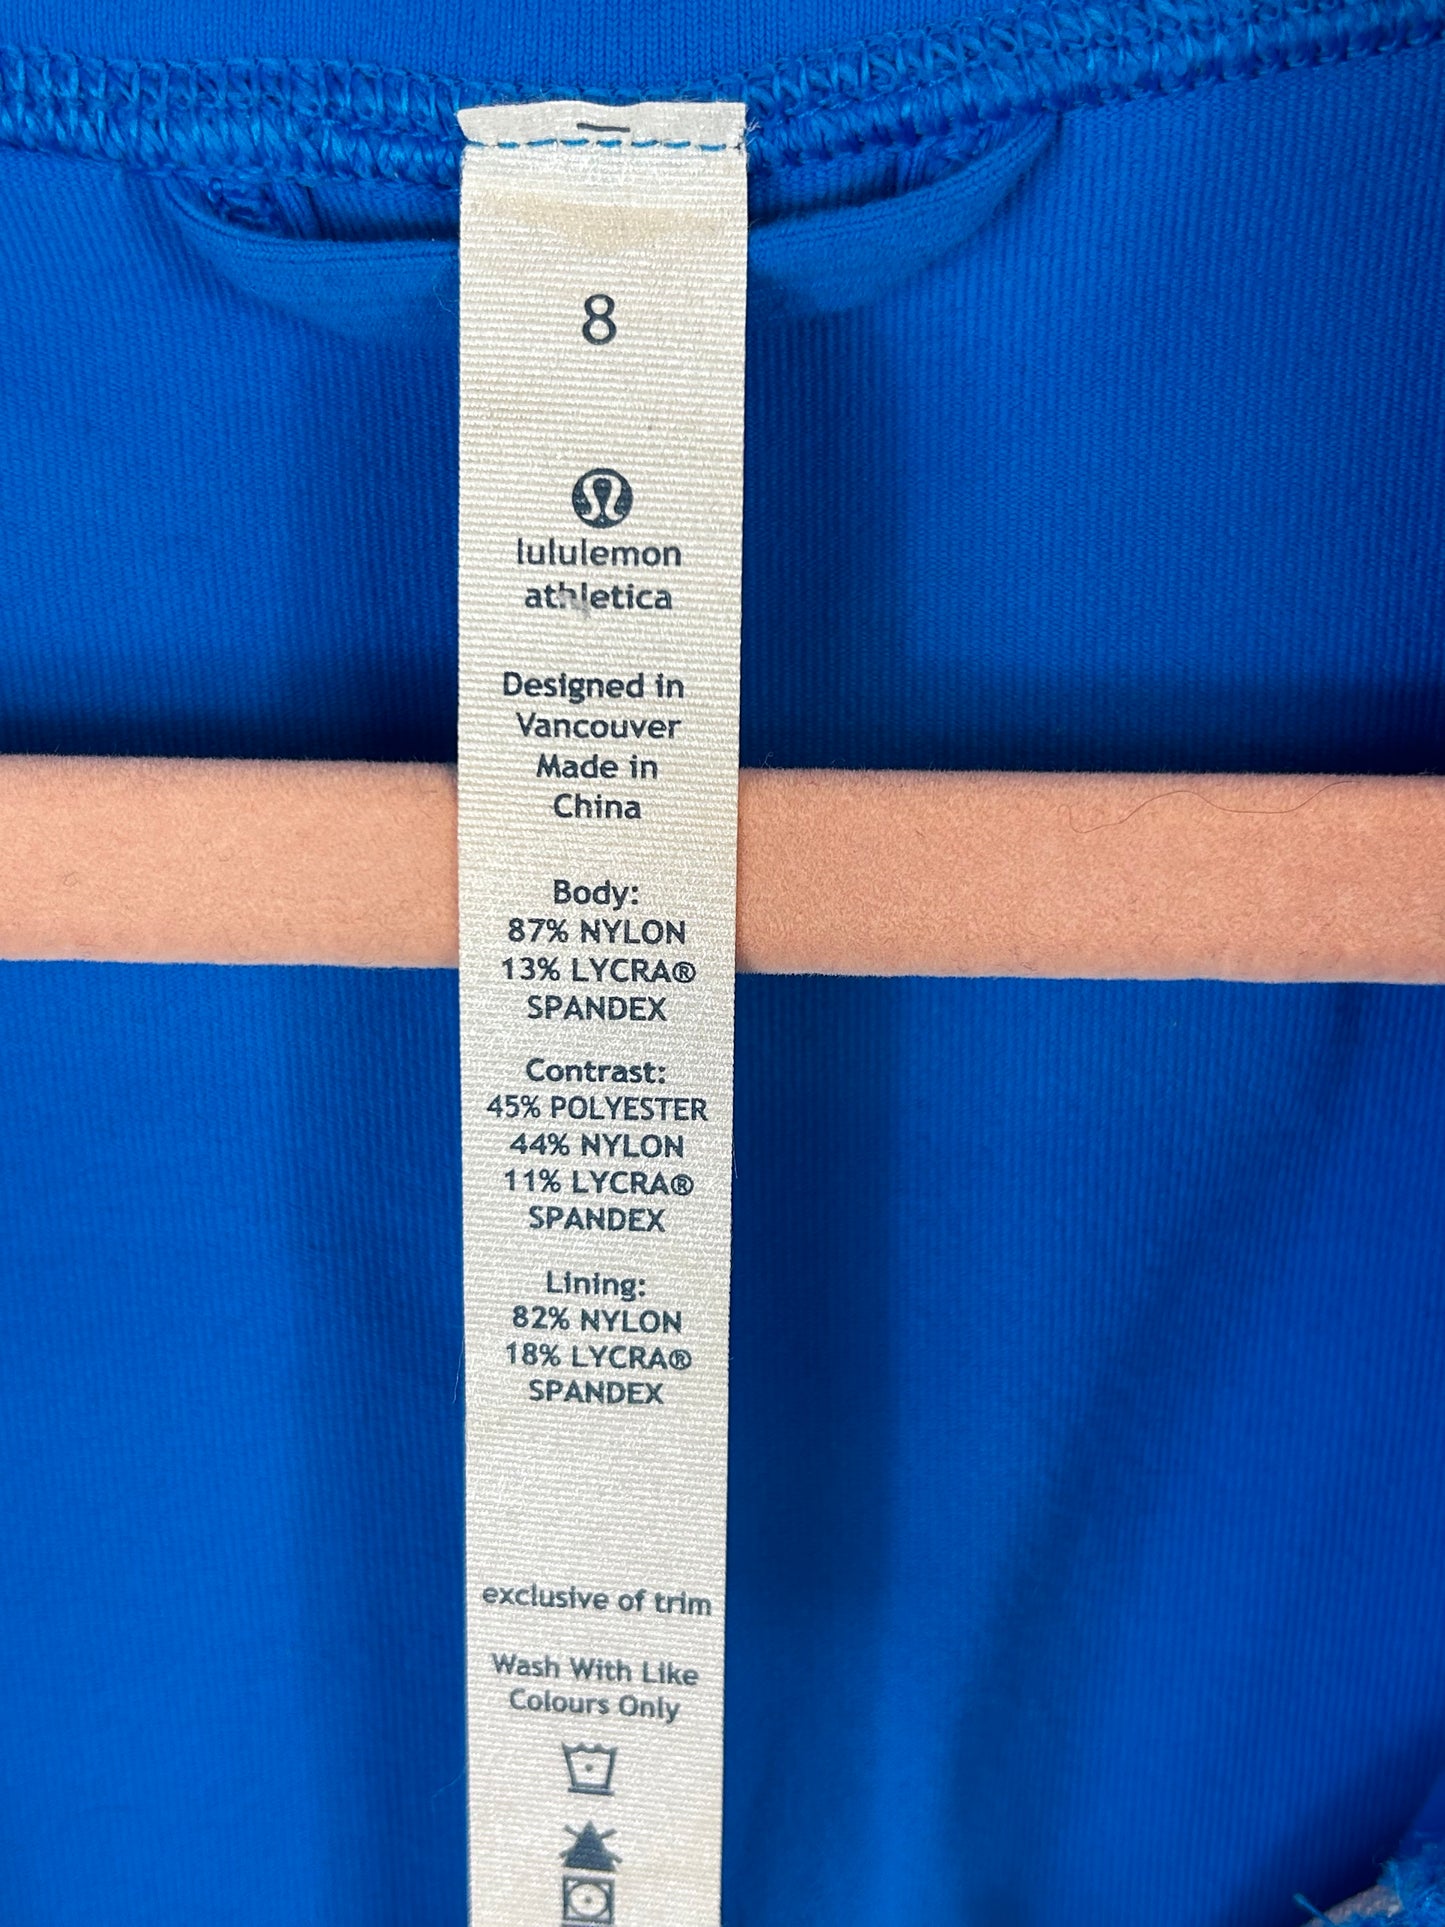 8
lululemon
athletica
Designed in
Vancouver
Made in
China
Body:
87% NYLON
13% LYCRA®
SPANDEX
Contrast:
45% POLYESTER
44% NYLON
11% LYCRA®
SPANDEX
Lining:
82% NYLON
18% LYCRA®
SPANDEX
exclusive of trim
Wash With Like
Colours Only